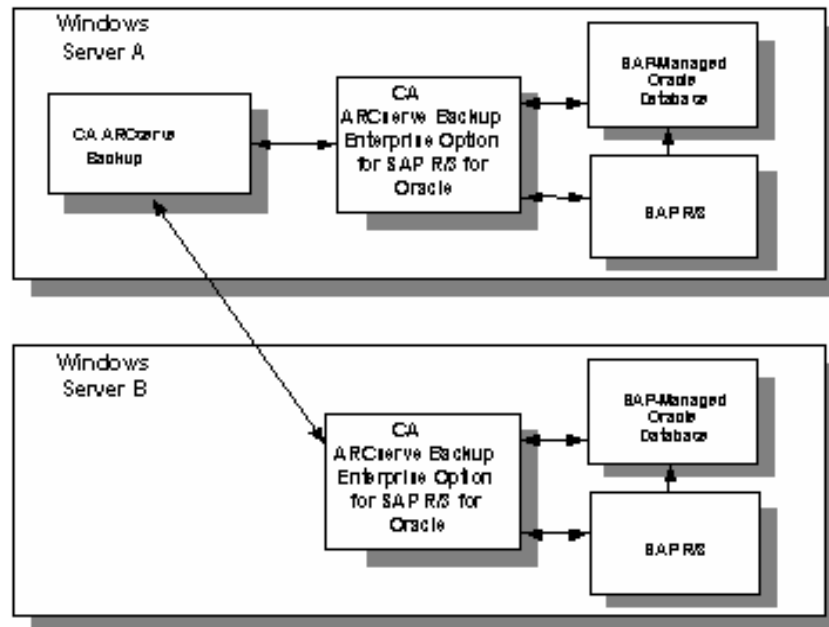 Windows
Server A
CA ARCserve
Backup
CA
ARCserve Backup
Enterprise Option
for SAP R/3 for
Oracle
SAP-Managed
Oracle
Database
SAP R/3
Windows
Server B
CA
ARCserve Backup
Enterprise Option
for SAP R/3 for
Oracle
SAP-Managed
Oracle
Database
SAP R/3